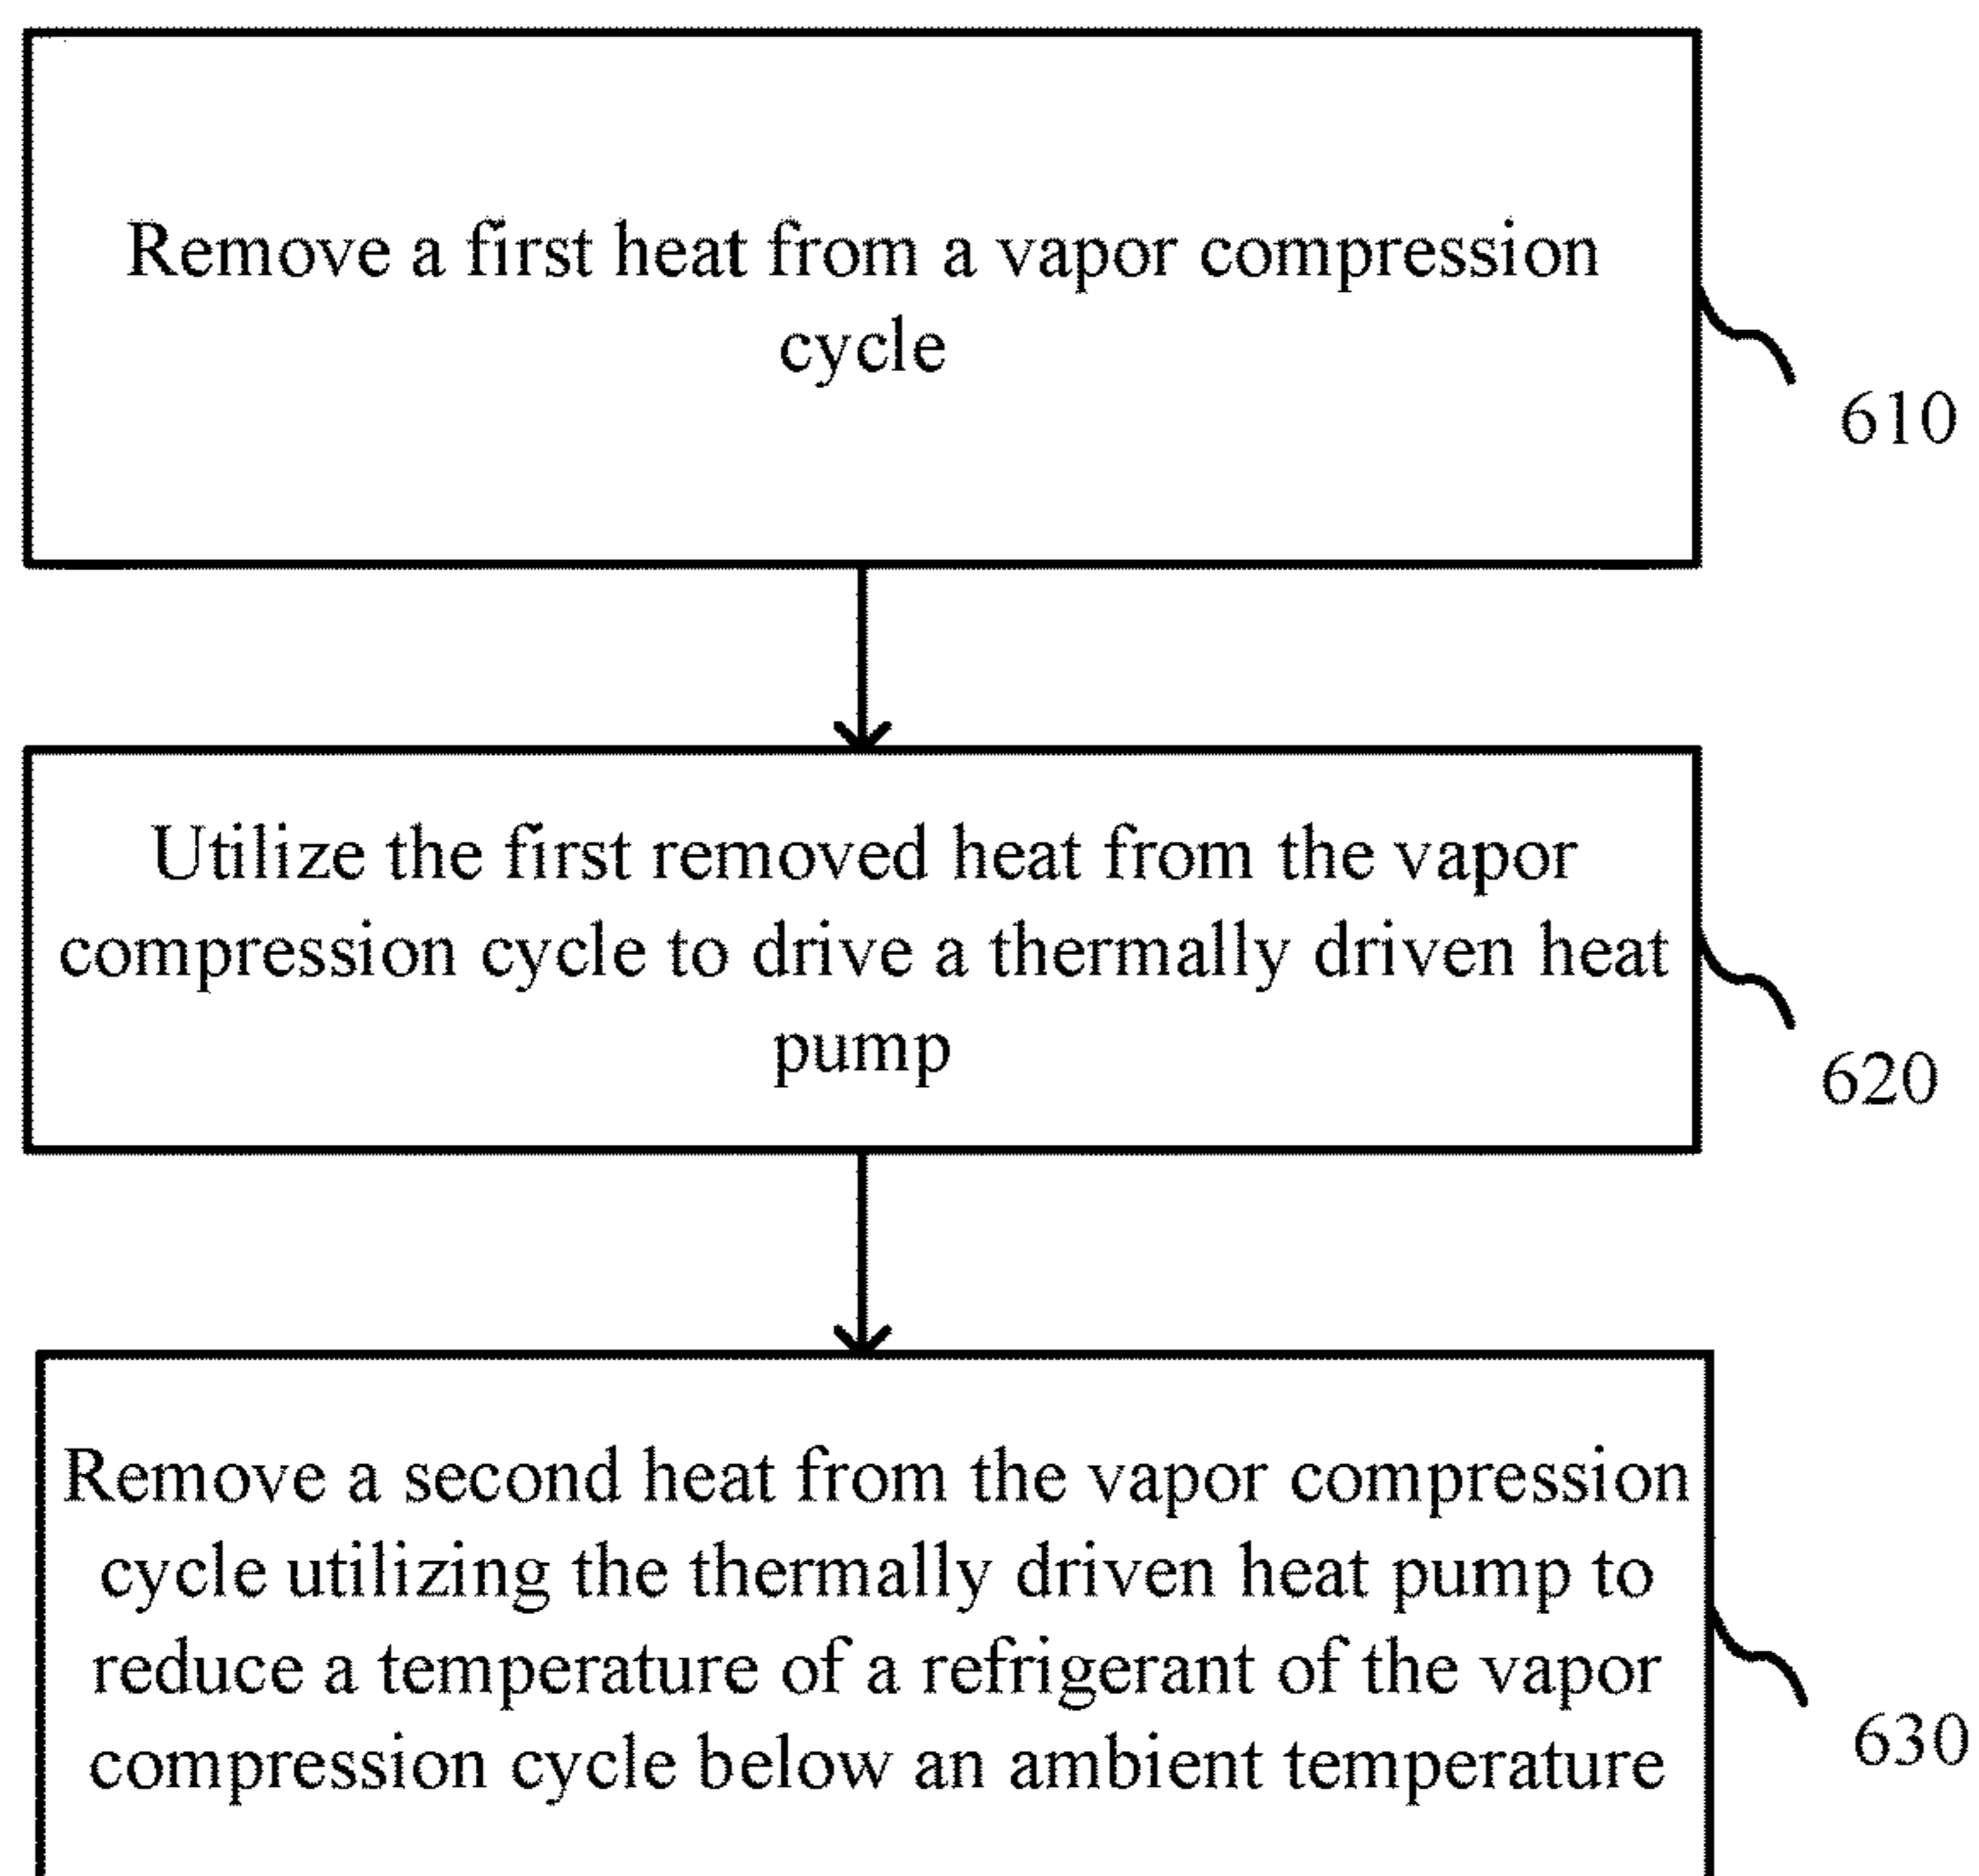 Remove a first heat from a vapor compression
cycle
610
Utilize the first removed heat from the vapor
compression cycle to drive a thermally driven heat
pump
620
Remove a second heat from the vapor compression
cycle utilizing the thermally driven heat pump to
reduce a temperature of a refrigerant of the vapor
compression cycle below an ambient temperature
630